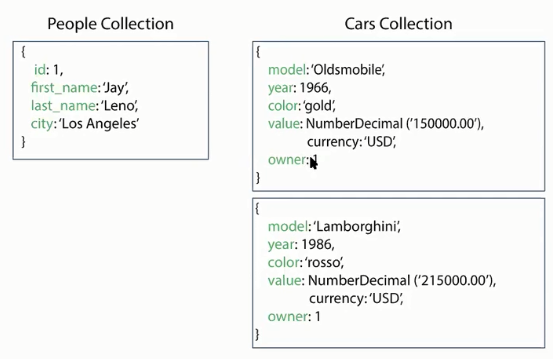 People Collection
{
id: 1,
first_name: 'Jay',
last_name: 'Leno',
city: 'Los Angeles'
}
Cars Collection
{
model: 'Oldsmobile',
year: 1966,
color: 'gold',
value: NumberDecimal ('150000.00'),
currency: 'USD',
owner: 1
}
{
model: 'Lamborghini',
year: 1986,
color: 'rosso',
value: NumberDecimal ('215000.00'),
currency: 'USD',
owner: 1
}